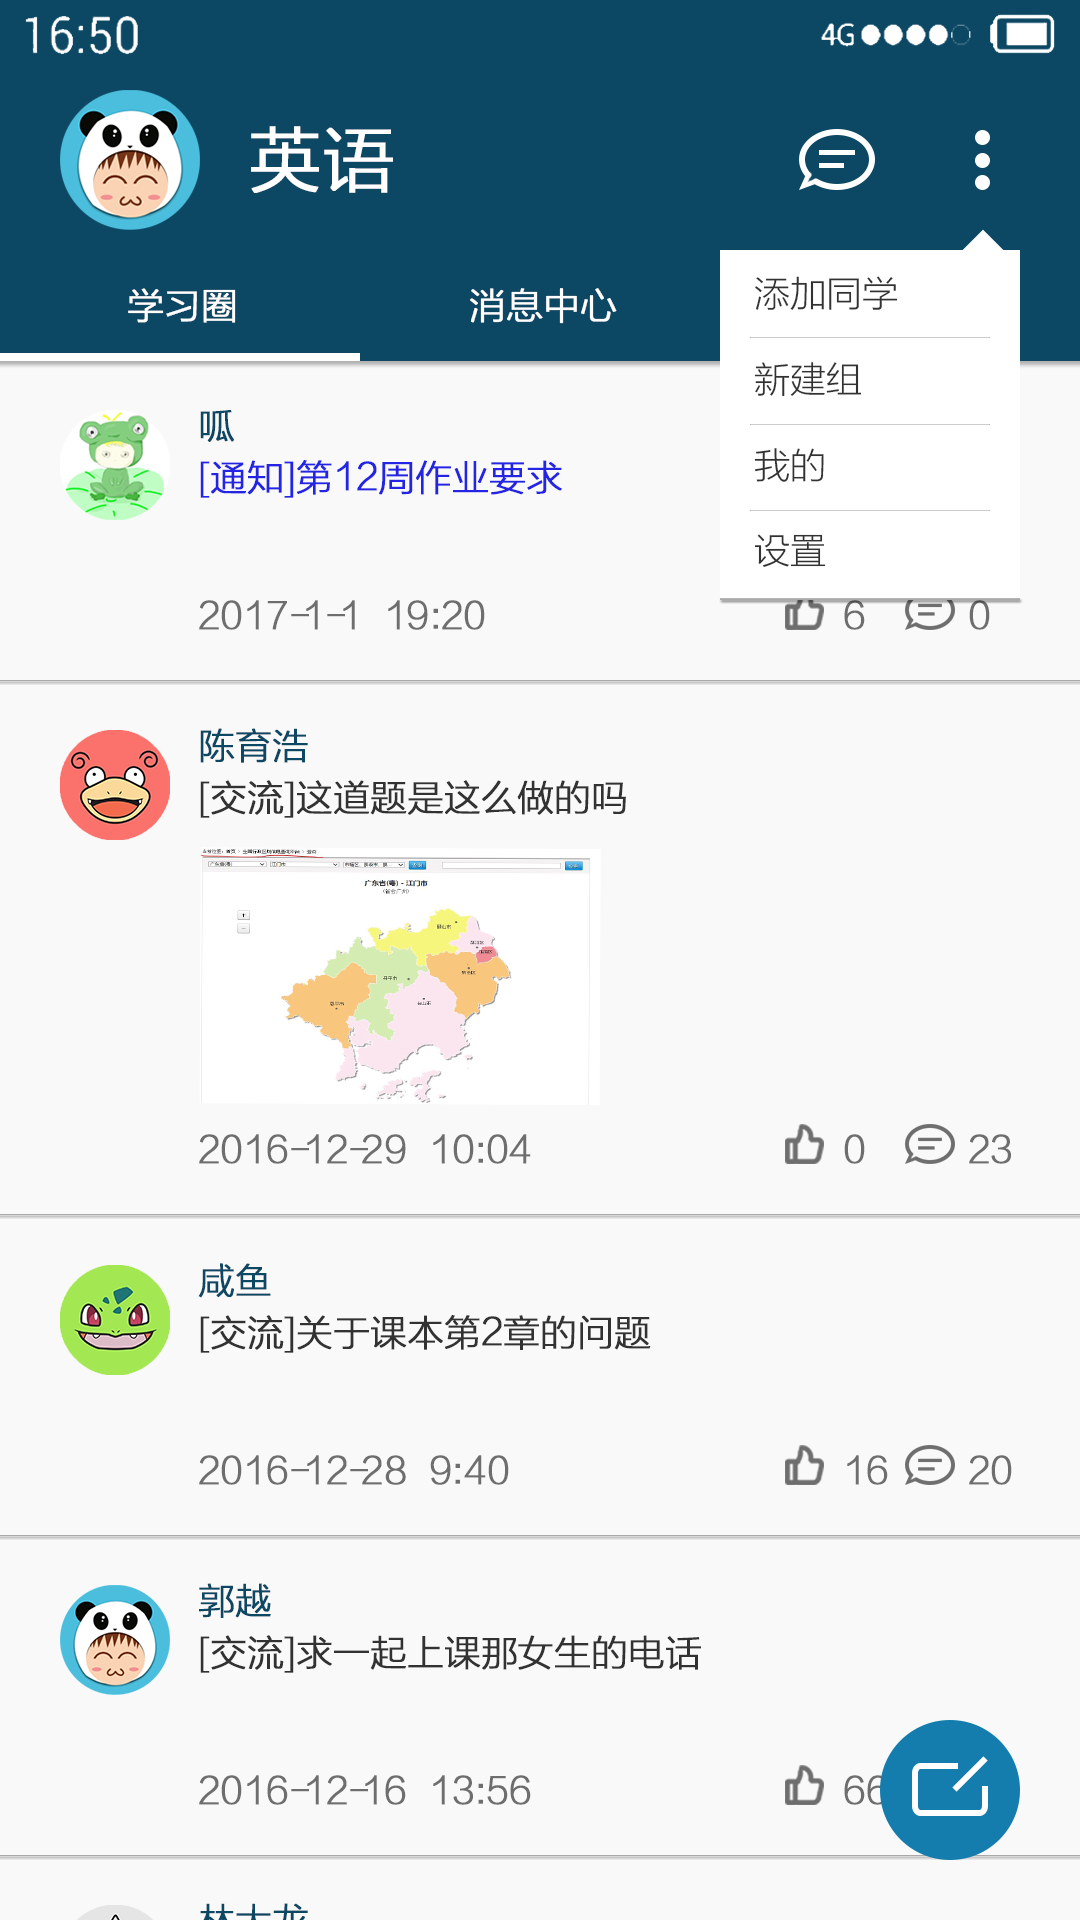 16:50
4G
英语
学习圈
消息中心
添加同学
新建组
我的
设置
呱
[通知]第12周作业要求
2017-1-1 19:20
6
0
陈育浩
[交流]这道题是这么做的吗
广东省(粤) - 江门市
2016-12-29 10:04
0
23
咸鱼
[交流]关于课本第2章的问题
2016-12-28 9:40
16
20
郭越
[交流]求一起上课那女生的电话
2016-12-16 13:56
66